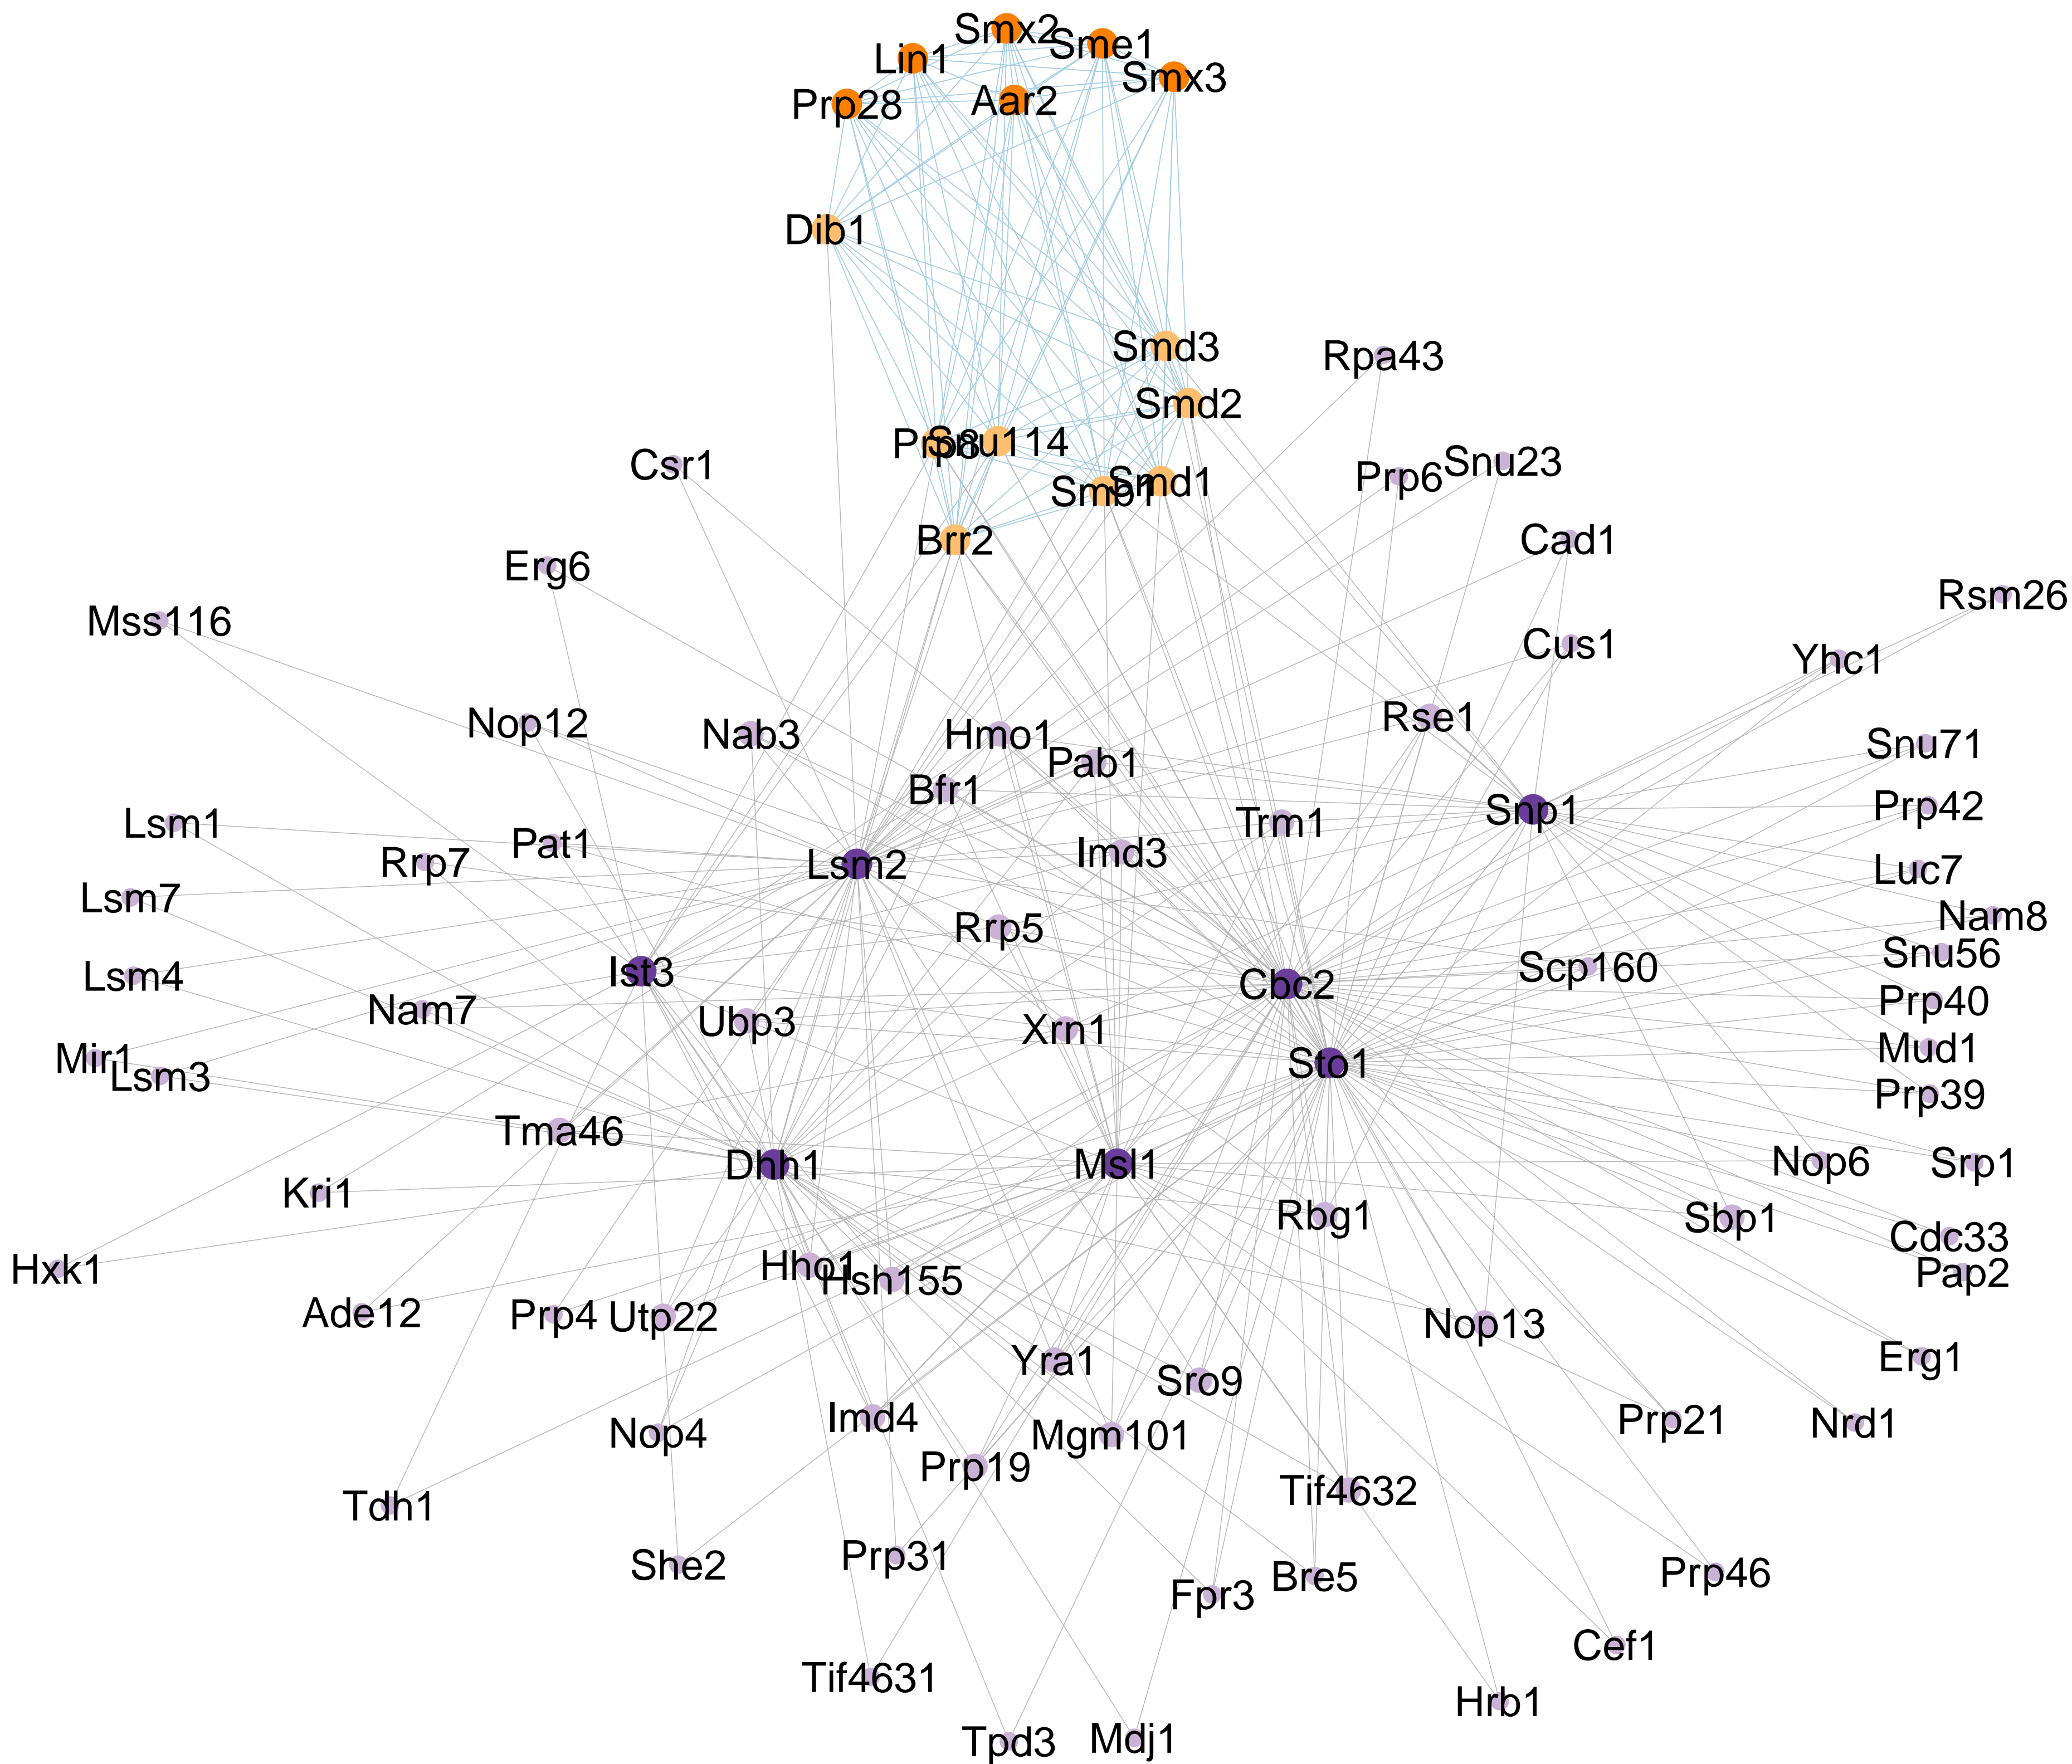 Smx2
Sme1
Lin1
Smx3
Prp28
Aar2
Dib1
Smd3
Rpa43
Smd2
Prp8
Snu114
Csr1
Snu23
Prp6
Smb1
Smd1
Brr2
Cad1
Erg6
Rsm26
Mss116
Cus1
Yhc1
Nop12
Nab3
Hmo1
Rse1
Snu71
Pab1
Bfr1
Snp1
Prp42
Lsm1
Pat1
Trm1
Rrp7
Lsm2
Imd3
Luc7
Lsm7
Rrp5
Nam8
Snu56
Lsm4
Ist3
Cbc2
Scp160
Prp40
Nam7
Ubp3
Xrn1
Mir1
Lsm3
Sto1
Mud1
Prp39
Tma46
Dhh1
Msl1
Nop6
Srp1
Kri1
Rbg1
Sbp1
Cdc33
Hxk1
Hho1
Hsh155
Pap2
Ade12
Prp4
Utp22
Nop13
Yra1
Sro9
Erg1
Nop4
Imd4
Mgm101
Prp21
Nrd1
Prp19
Tdh1
Tif4632
She2
Prp31
Fpr3
Bre5
Prp46
Cef1
Tif4631
Hrb1
Tpd3
Mdj1